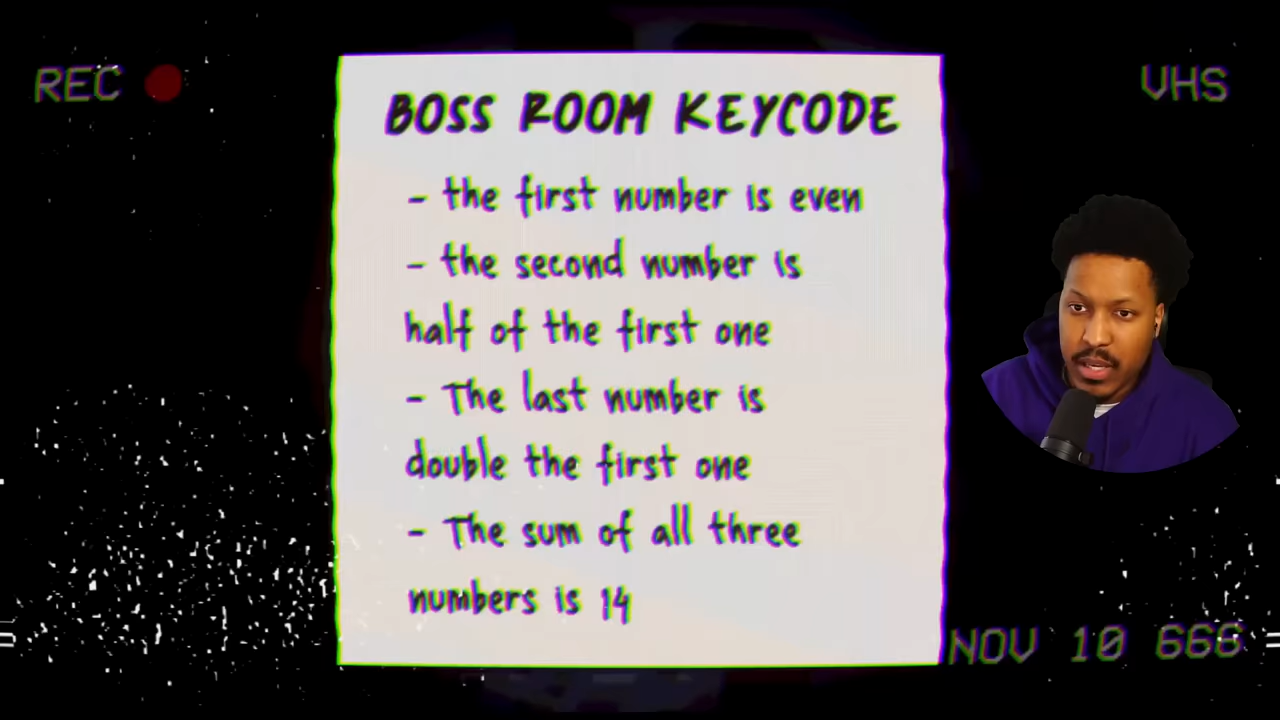 REC
VHS
BOSS ROOM KEYCODE
- the first number is even
- the second number is
half of the first one
- The last number is
double the first one
- The sum of all three
numbers is 14
NOV 10 666